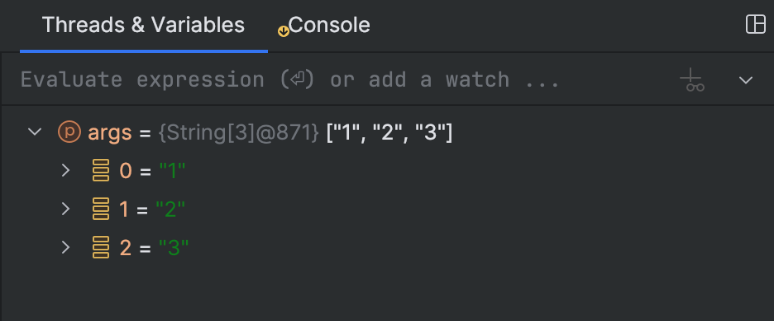 Threads & Variables Console
Evaluate expression (⏎) or add a watch ...
p args = {String[3]@871} ["1", "2", "3"]
0 = "1"
1 = "2"
2 = "3"